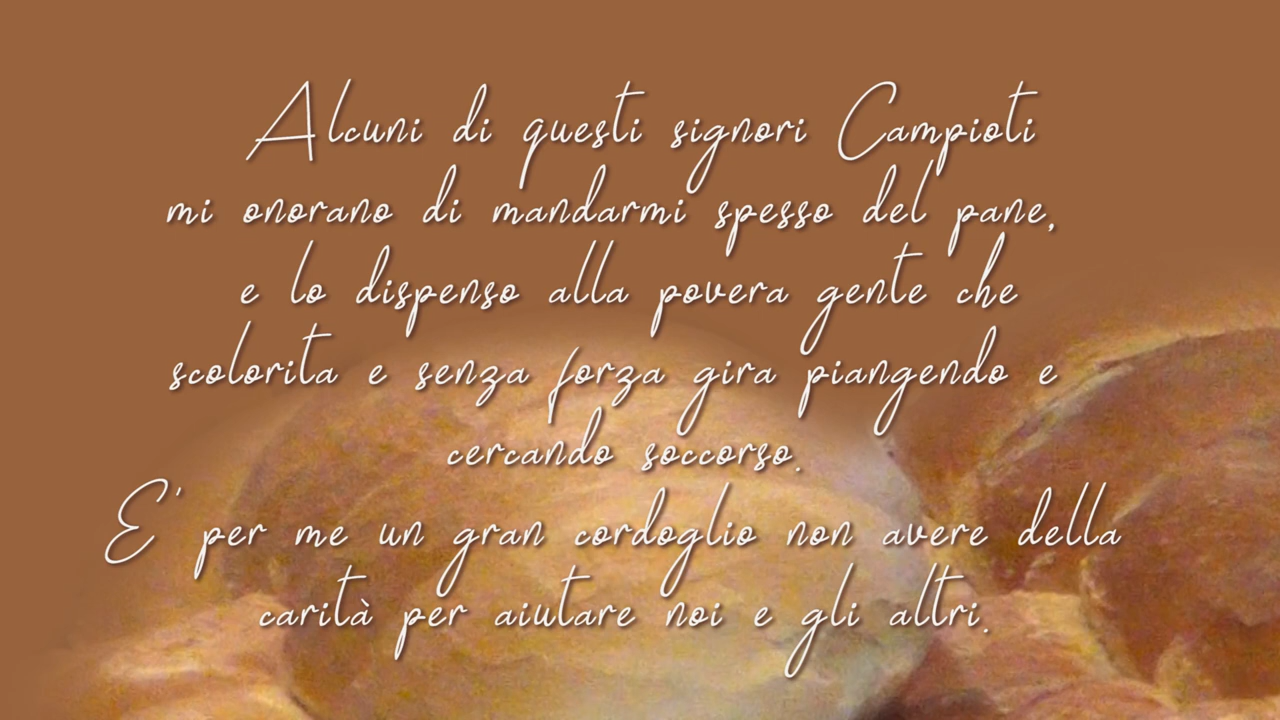 Alcuni di questi signori Campioti
mi onorano di mandarmi spesso del pane,
e lo dispenso alla povera gente che
scolorita e senza forza gira piangendo e
cercando soccorso.
E' per me un gran cordoglio non avere della
carità per aiutare noi e gli altri.